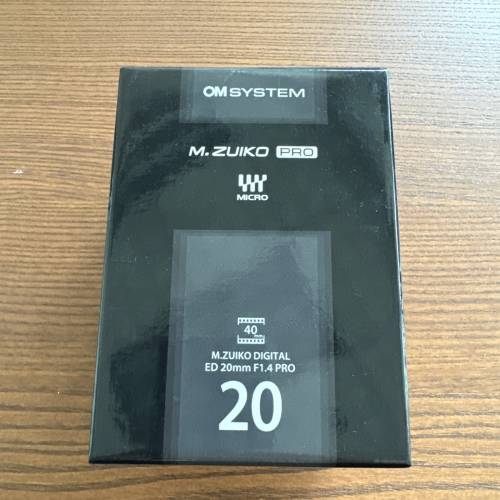 OM SYSTEM
M.ZUIKO PRO
MICRO
40
M.ZUIKO DIGITAL
ED 20mm F1.4 PRO
20